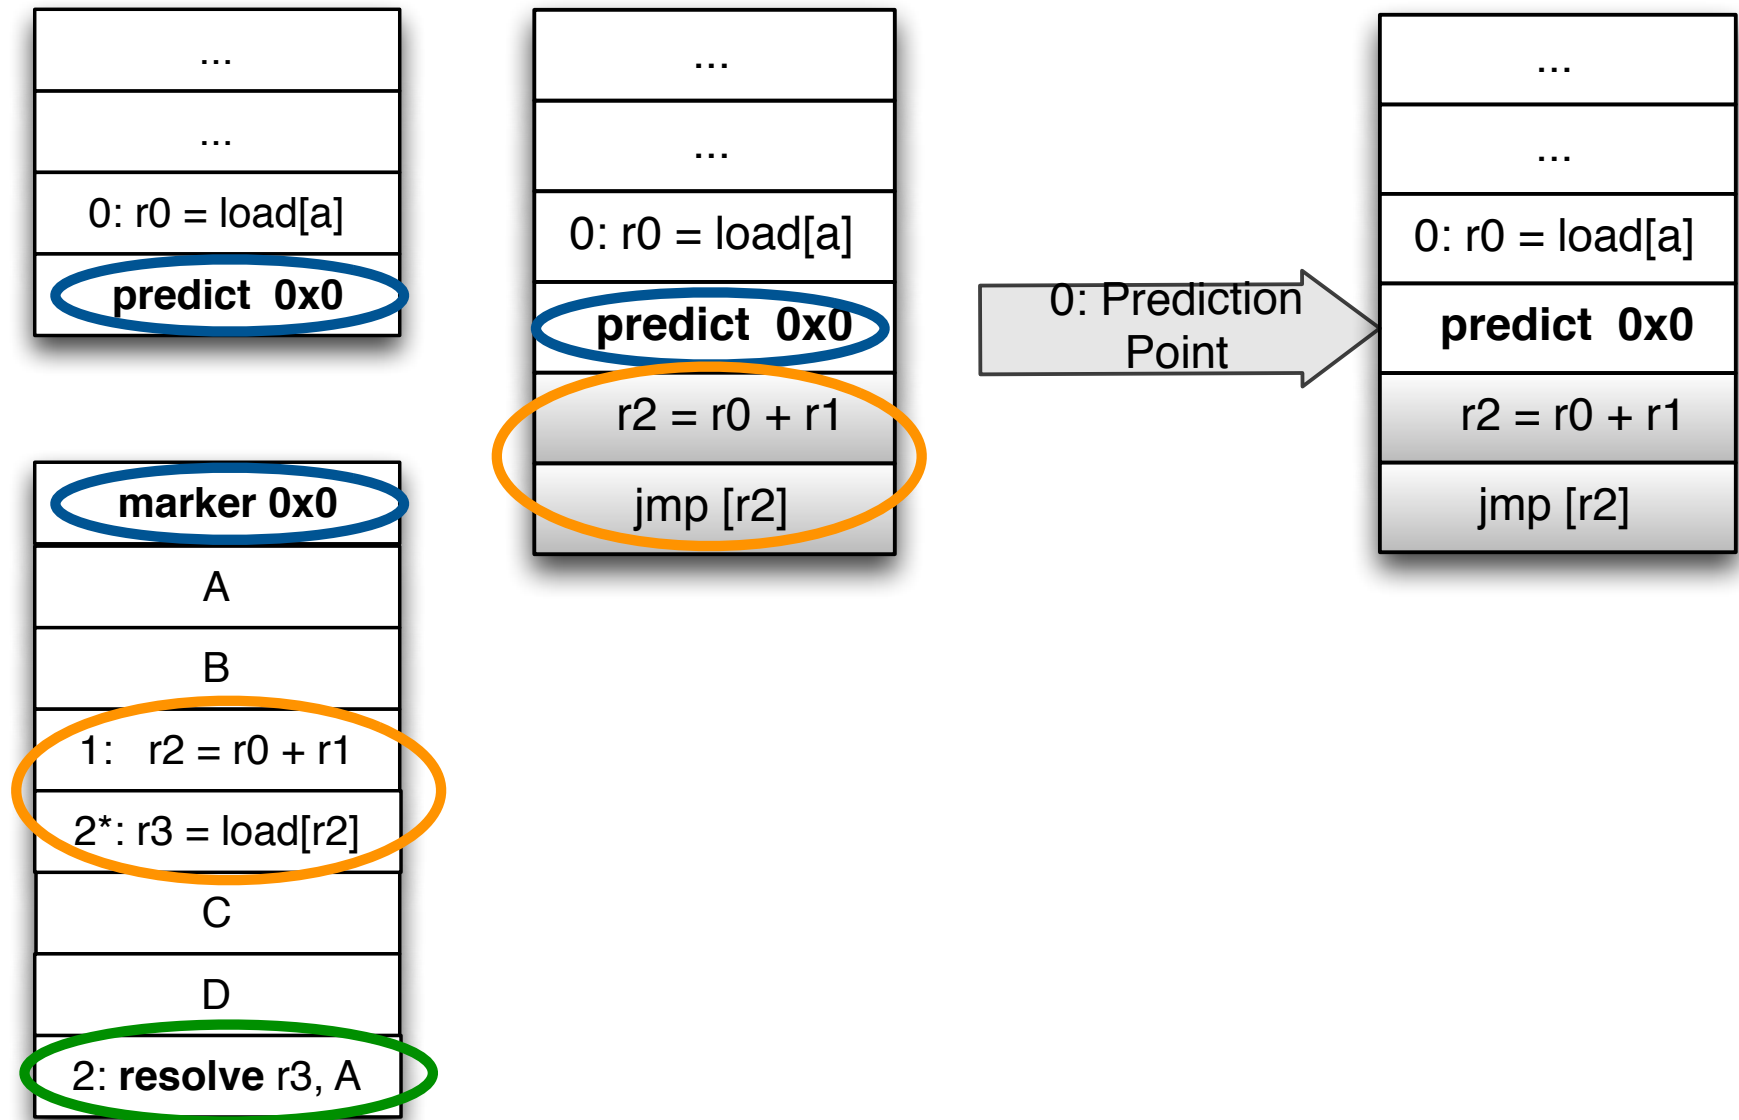 ...
...
0: r0 = load[a]
predict 0x0
marker 0x0
A
B
1: r2 = r0 + r1
2*: r3 = load[r2]
C
D
2: resolve r3, A
...
...
0: r0 = load[a]
predict 0x0
r2 = r0 + r1
jmp [r2]
0: Prediction
Point
...
...
0: r0 = load[a]
predict 0x0
r2 = r0 + r1
jmp [r2]